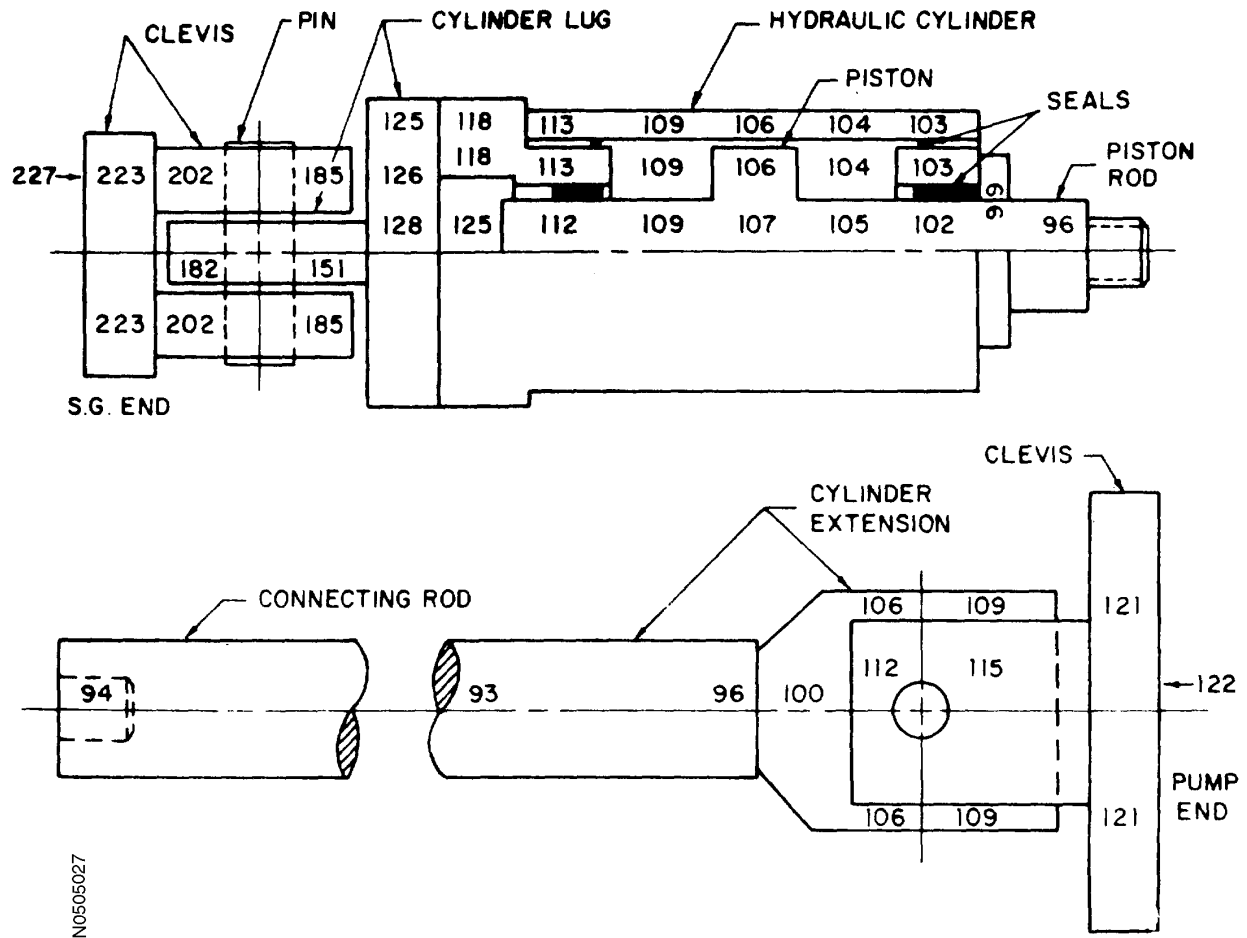 CLEVIS
PIN
CYLINDER LUG
HYDRAULIC CYLINDER
PISTON
SEALS
PISTON
ROD
125 118 113 109 106 104 103
118
227 223 202 185 126 113 109 106 104 103 99
128 125 112 109 107 105 102 96
182 151
223 202 185
S.G. END
CLEVIS
CYLINDER
EXTENSION
CONNECTING ROD
106 109 121
112 115
94 93 96 100 122
PUMP
END
106 109 121
N0505027